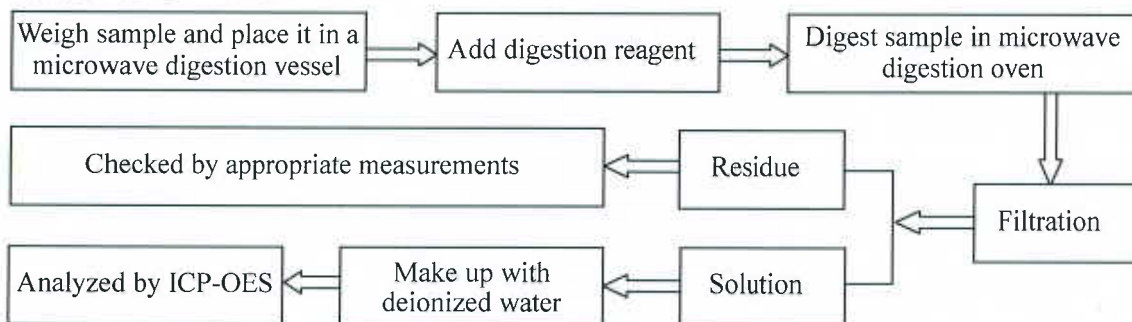 Weigh sample and place it in a
microwave digestion vessel
Add digestion reagent
Digest sample in microwave
digestion oven
Checked by appropriate measurements
Residue
Filtration
Analyzed by ICP-OES
Make up with
deionized water
Solution